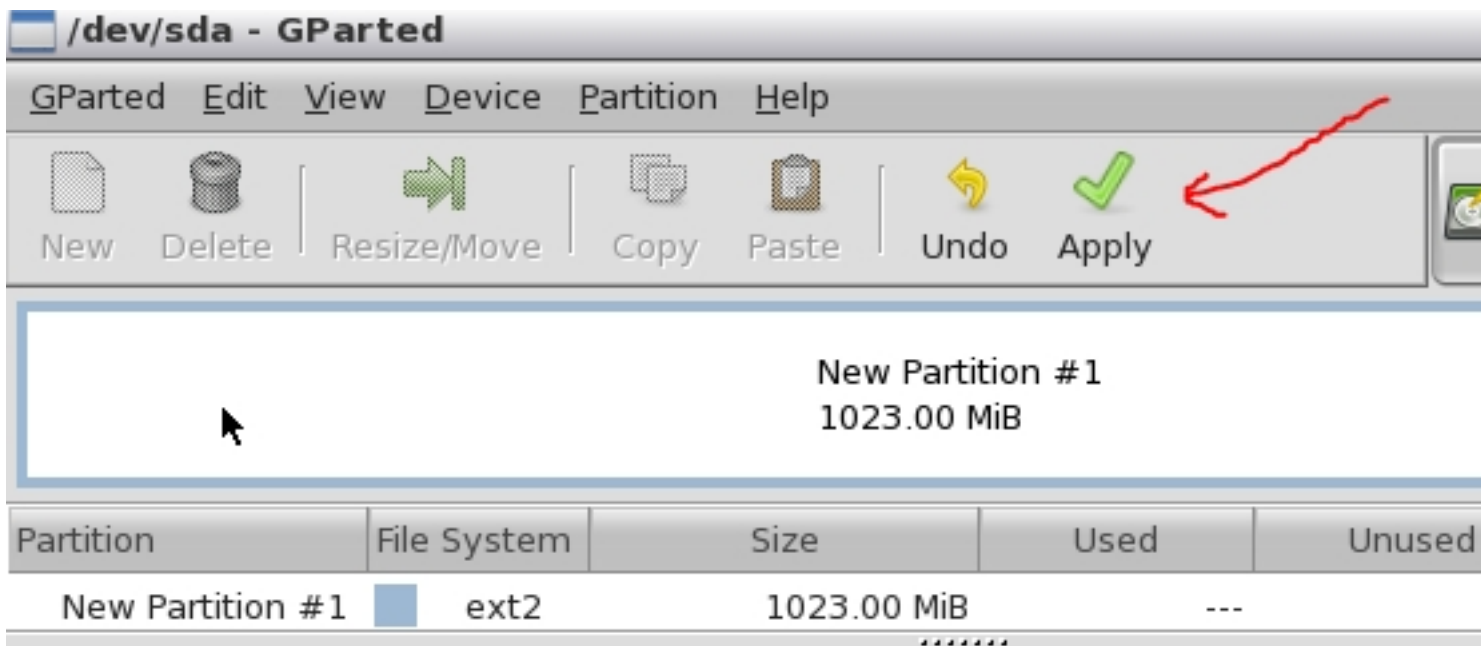 /dev/sda - GParted
GParted Edit View Device Partition Help
New Delete Resize/Move Copy Paste Undo Apply
New Partition #1
1023.00 MiB
Partition File System Size Used Unused
New Partition #1 ext2 1023.00 MiB ---